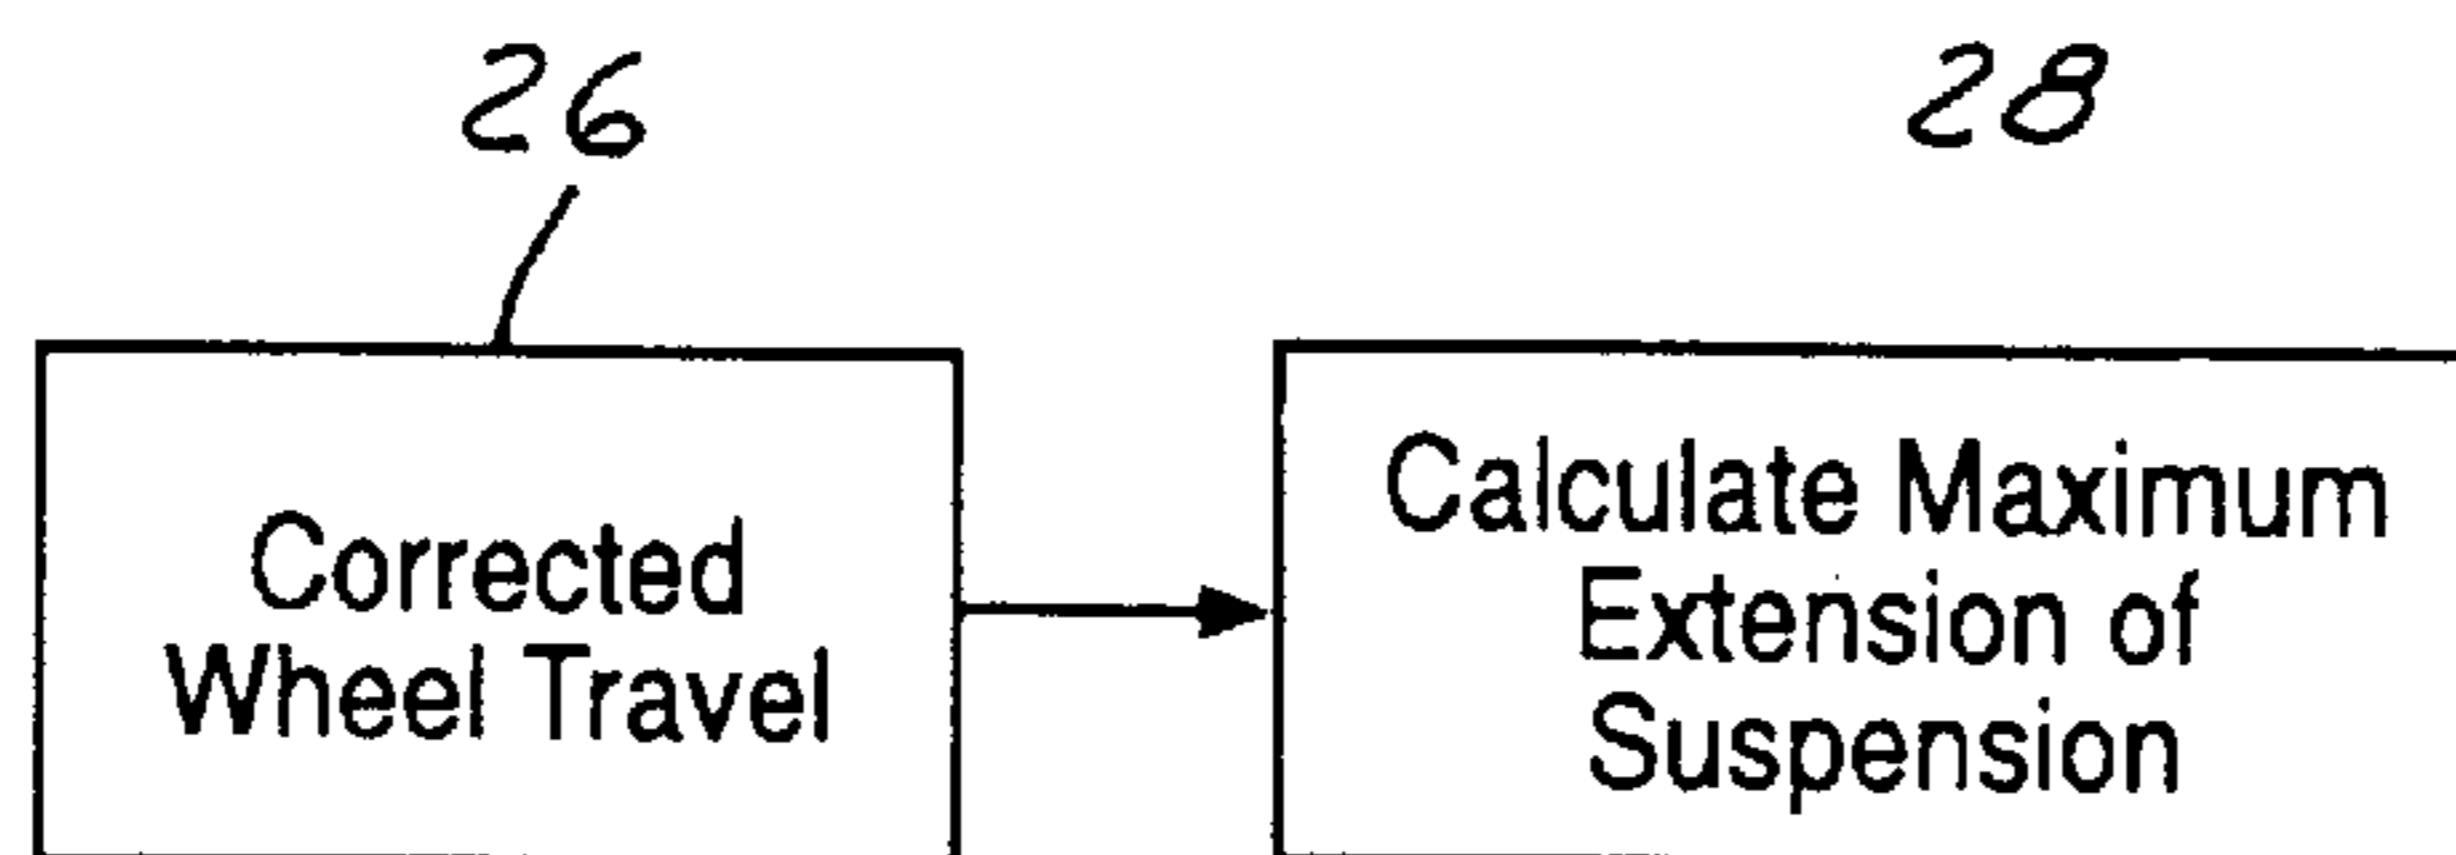 26
28
Corrected
Wheel Travel
Calculate Maximum
Extension of
Suspension